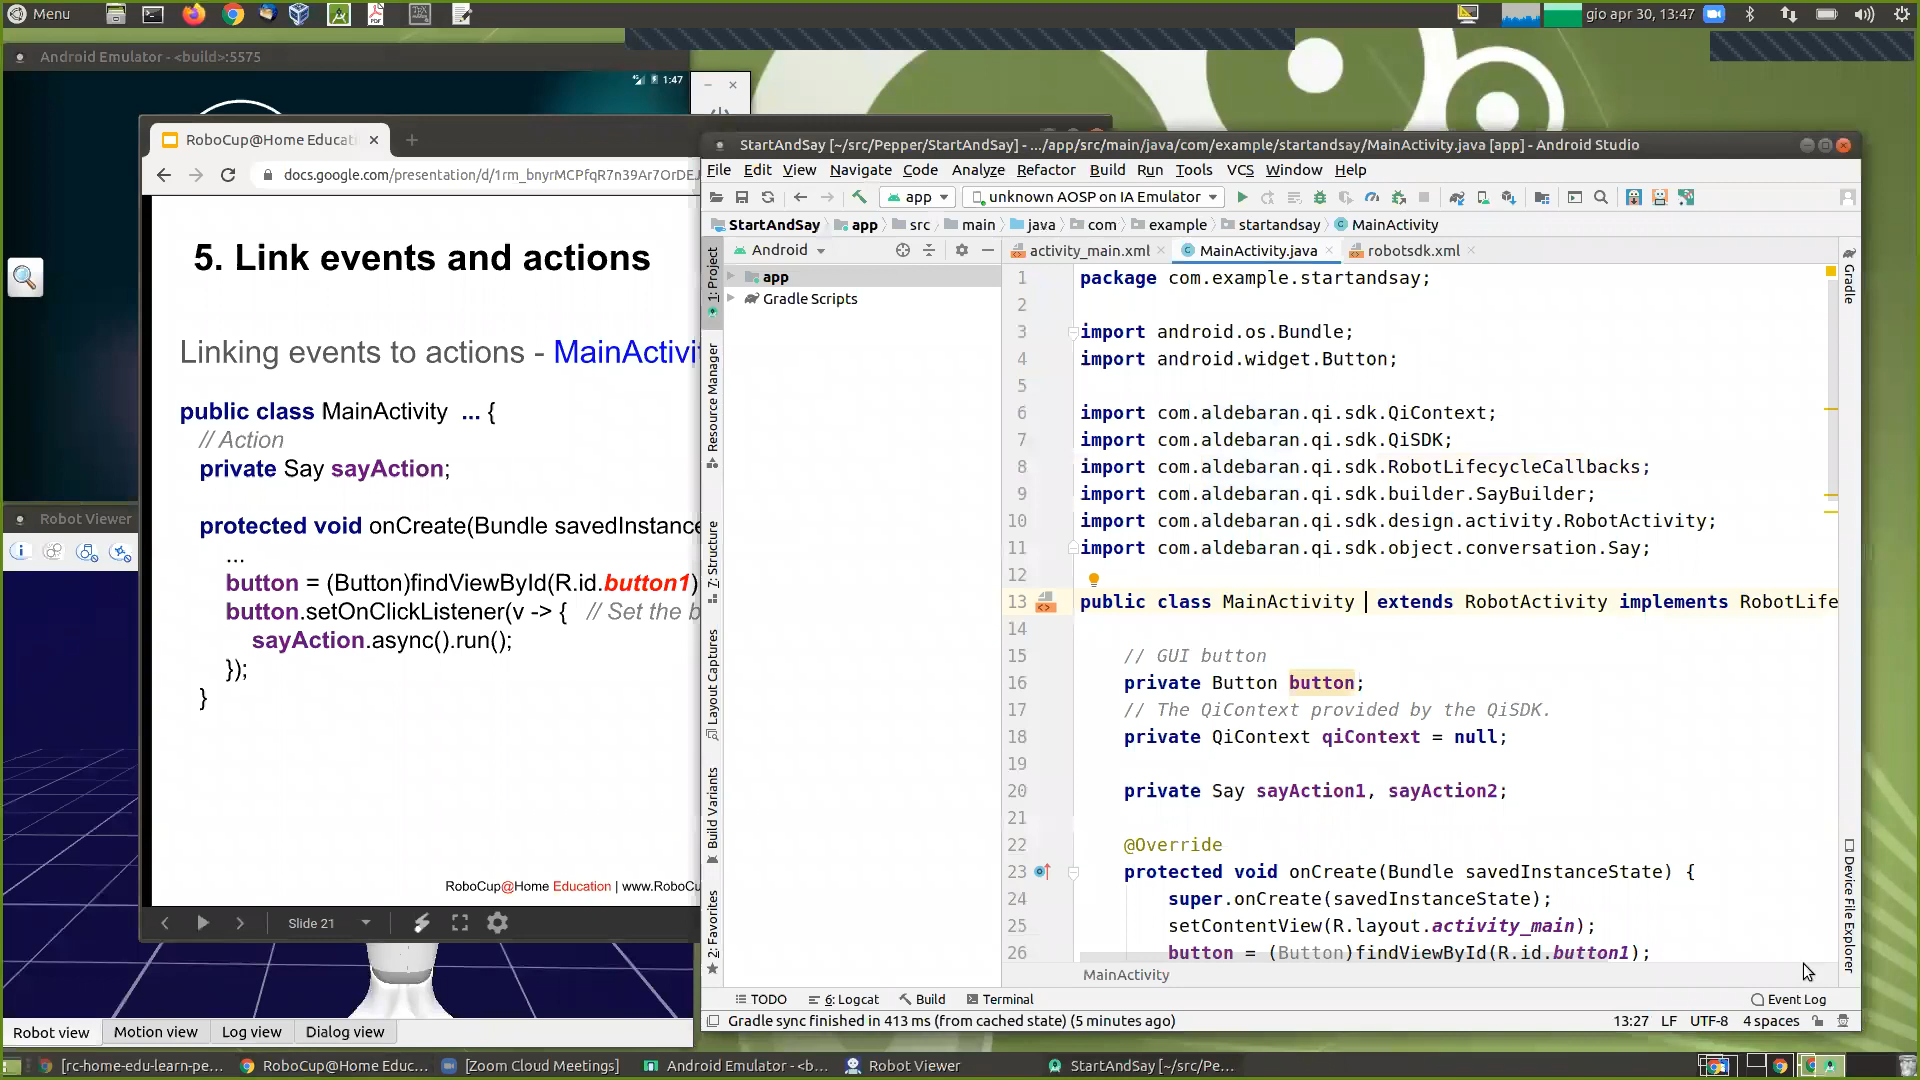 Menu
gio apr 30, 13:47
Android Emulator - <build>:5575
1:47
RoboCup@Home Educati
docs.google.com/presentation/d/1rm_bnyrMCPfqR7n39Ar7OrDEJ
5. Link events and actions
Linking events to actions - MainActivi
public class MainActivity ... {
// Action
private Say sayAction;
protected void onCreate(Bundle savedInstance
...
button = (Button)findViewById(R.id.button1)
button.setOnClickListener(v -> { // Set the b
sayAction.async().run();
});
}
RoboCup@Home Education | www.RoboCu
Slide 21
Robot Viewer
Robot view
Motion view
Log view
Dialog view
StartAndSay [~/src/Pepper/StartAndSay] - .../app/src/main/java/com/example/startandsay/MainActivity.java [app] - Android Studio
File Edit View Navigate Code Analyze Refactor Build Run Tools VCS Window Help
app
unknown AOSP on IA Emulator
StartAndSay app src main java com example startandsay MainActivity
Android
activity_main.xml
MainActivity.java
robotsdk.xml
app
Gradle Scripts
1: Project
Resource Manager
7: Structure
Layout Captures
Build Variants
2: Favorites
Gradle
Device File Explorer
1 package com.example.startandsay;
2
3 import android.os.Bundle;
4 import android.widget.Button;
5
6 import com.aldebaran.qi.sdk.QiContext;
7 import com.aldebaran.qi.sdk.QiSDK;
8 import com.aldebaran.qi.sdk.RobotLifecycleCallbacks;
9 import com.aldebaran.qi.sdk.builder.SayBuilder;
10 import com.aldebaran.qi.sdk.design.activity.RobotActivity;
11 import com.aldebaran.qi.sdk.object.conversation.Say;
12
13 public class MainActivity extends RobotActivity implements RobotLife
14
15 // GUI button
16 private Button button;
17 // The QiContext provided by the QiSDK.
18 private QiContext qiContext = null;
19
20 private Say sayAction1, sayAction2;
21
22 @Override
23 protected void onCreate(Bundle savedInstanceState) {
24 super.onCreate(savedInstanceState);
25 setContentView(R.layout.activity_main);
26 button = (Button)findViewById(R.id.button1);
MainActivity
TODO
6: Logcat
Build
Terminal
Event Log
Gradle sync finished in 413 ms (from cached state) (5 minutes ago)
13:27 LF UTF-8 4 spaces
[rc-home-edu-learn-pe...
RoboCup@Home Educ...
[Zoom Cloud Meetings]
Android Emulator - <b...
Robot Viewer
StartAndSay [~/src/Pe...